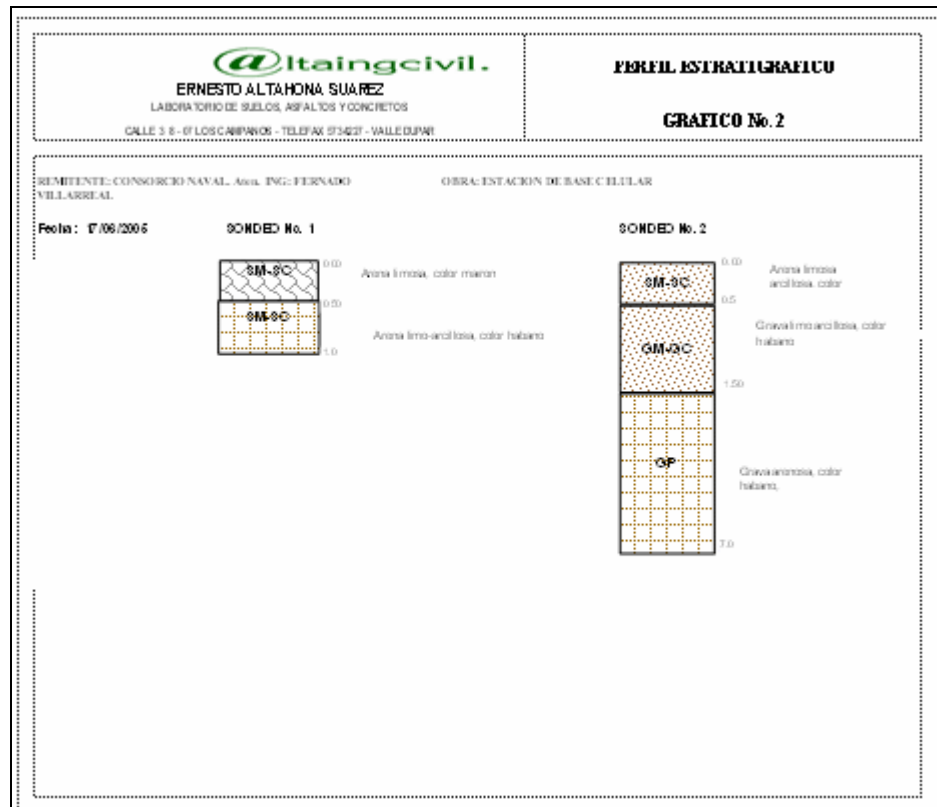 @ltaingcivil.
ERNESTO ALTAHONA SUAREZ
LABORATORIO DE SUELOS, ASFALTOS Y CONCRETOS
CALLE 3 8 - 07 LOS CAMPANOS - TELEFAX 5734227 - VALLEDUPAR
PERFIL ESTRATIGRAFICO
GRAFICO No. 2
REMITENTE: CONSORCIO NAVAL. Aten. ING: FERNADO
VILLARREAL
OBRA: ESTACION DE BASE CELULAR
Fecha: 17/06/2005
SONDEO No. 1
SM-SC
0.00
Arena limosa, color marron
0.50
SM-SC
Arena limo-arcillosa, color habano
1.0
SONDEO No. 2
0.00
SM-SC
Arena limosa
arcillosa. color
0.5
GM-GC
Grava limo arcillosa, color
habano
1.50
GP
Grava arenosa, color
habano,
7.0